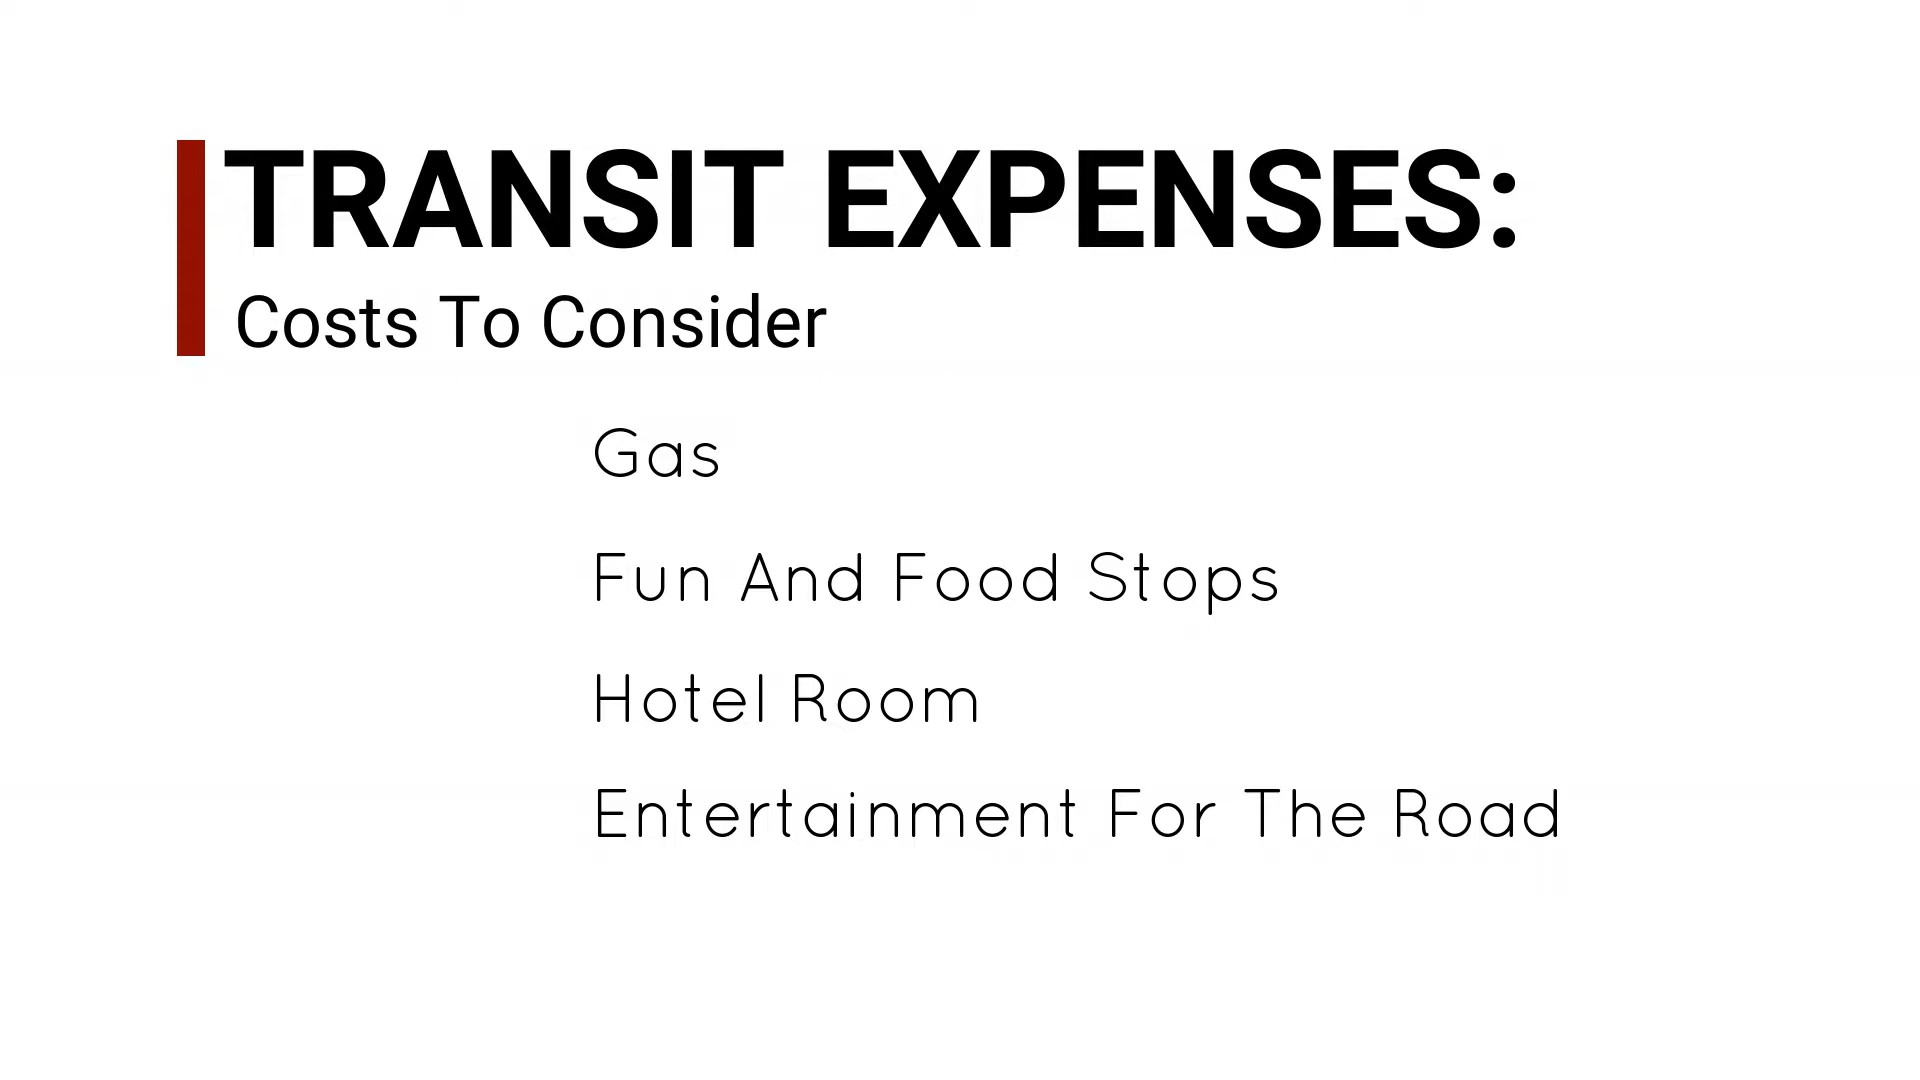 TRANSIT EXPENSES:
Costs To Consider
Gas
Fun And Food Stops
Hotel Room
Entertainment For The Road